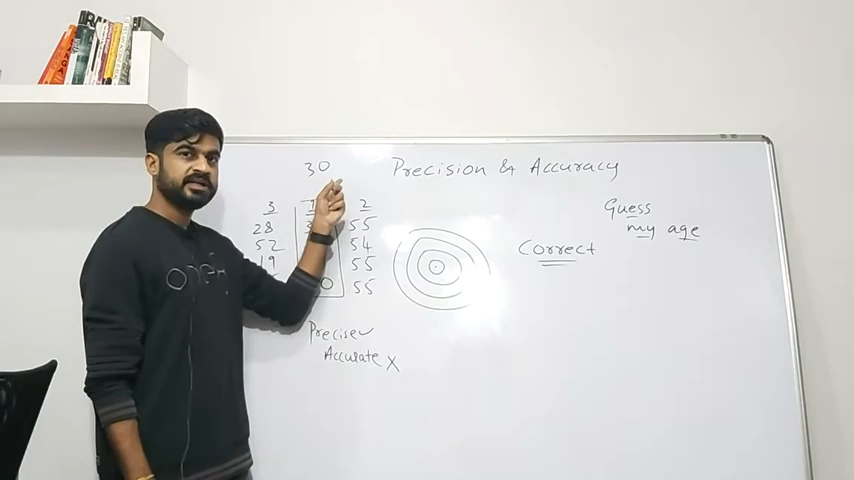 30
Precision & Accuracy
3
2
28
55
52
54
19
55
55
Precise ✓
Accurate X
Correct
Guess
my age